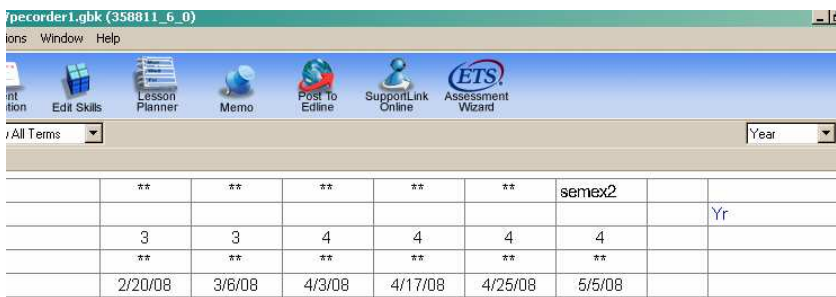 /pecorder1.gbk (358811_6_0)
ions Window Help
nt
tion
Edit Skills
Lesson
Planner
Memo
Post To
Edline
SupportLink
Online
ETS
Assessment
Wizard
All Terms
Year
** ** ** ** ** semex2
Yr
3 3 4 4 4 4
** ** ** ** ** **
2/20/08 3/6/08 4/3/08 4/17/08 4/25/08 5/5/08